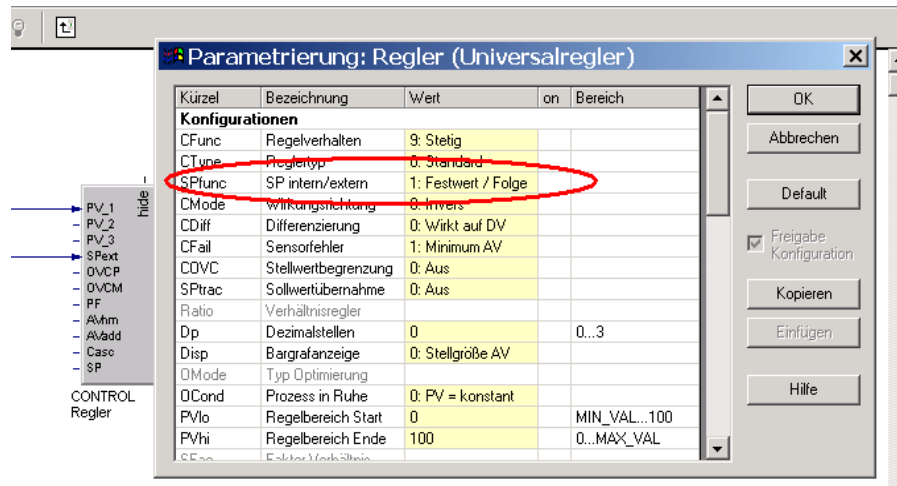 Parametrierung: Regler (Universalregler)
Kürzel Bezeichnung Wert on Bereich
Konfigurationen
CFunc Regelverhalten 9: Stetig
CType Reglertyp 0: Standard
SPfunc SP intern/extern 1: Festwert / Folge
CMode Wirkungsrichtung 0: Invers
CDiff Differenzierung 0: Wirkt auf DV
CFail Sensorfehler 1: Minimum AV
COVC Stellwertbegrenzung 0: Aus
SPtrac Sollwertübernahme 0: Aus
Ratio Verhältnisregler
Dp Dezimalstellen 0 0...3
Disp Bargrafanzeige 0: Stellgröße AV
OMode Typ Optimierung
OCond Prozess in Ruhe 0: PV = konstant
PVlo Regelbereich Start 0 MIN_VAL...100
PVhi Regelbereich Ende 100 0...MAX_VAL
SFac Faktor Verhältnis
OK
Abbrechen
Default
Freigabe
Konfiguration
Kopieren
Einfügen
Hilfe
hide
PV_1
PV_2
PV_3
SPext
OVCP
OVCM
PF
AVhm
AVadd
Casc
SP
CONTROL
Regler